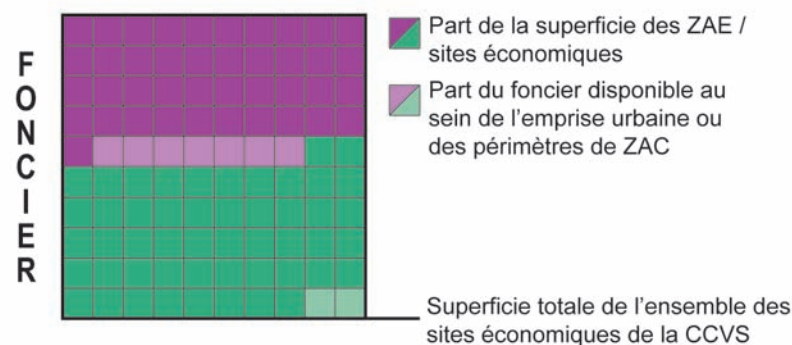 FONCIER
Part de la superficie des ZAE /
sites économiques
Part du foncier disponible au
sein de l'emprise urbaine ou
des périmètres de ZAC
Superficie totale de l'ensemble des
sites économiques de la CCVS